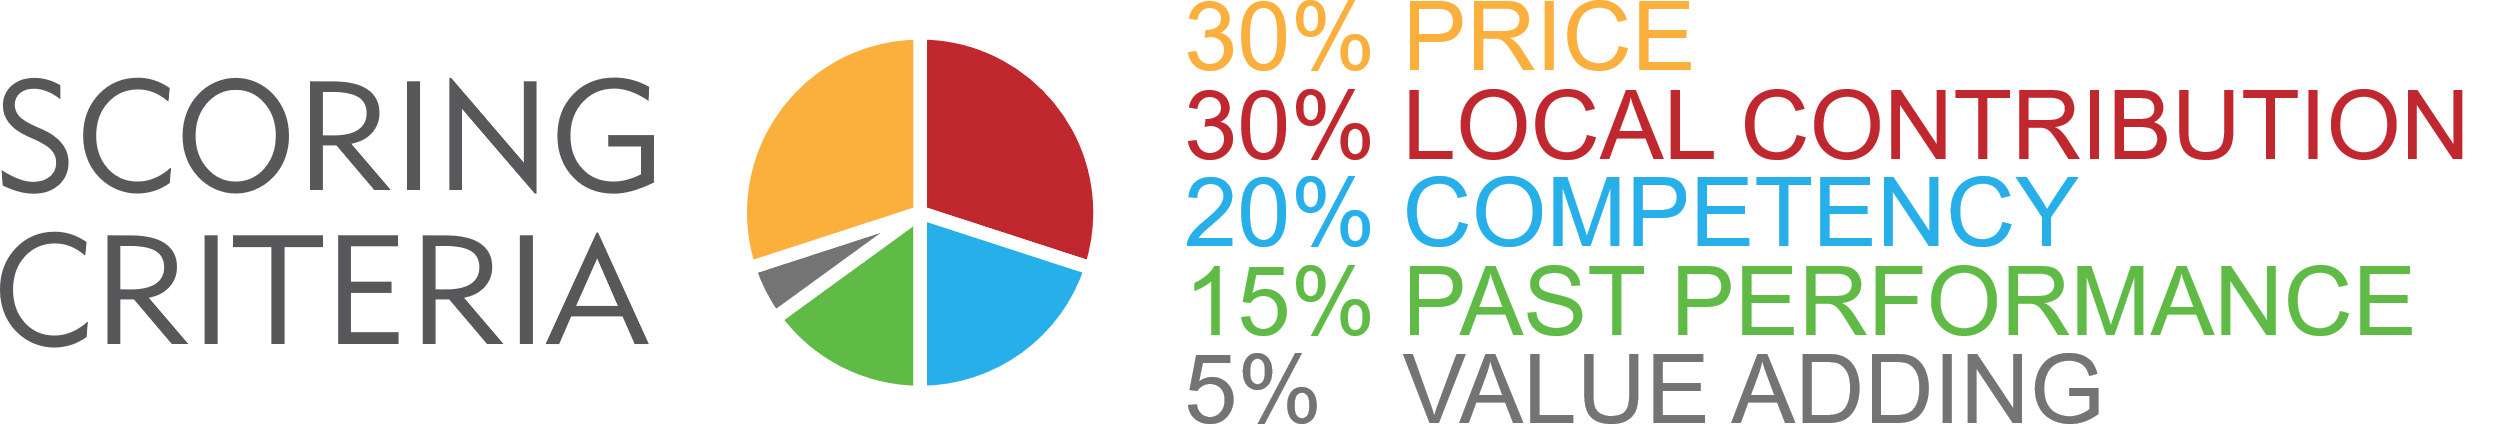 SCORING
CRITERIA
30% PRICE
30% LOCAL CONTRIBUTION
20% COMPETENCY
15% PAST PERFORMANCE
5% VALUE ADDING